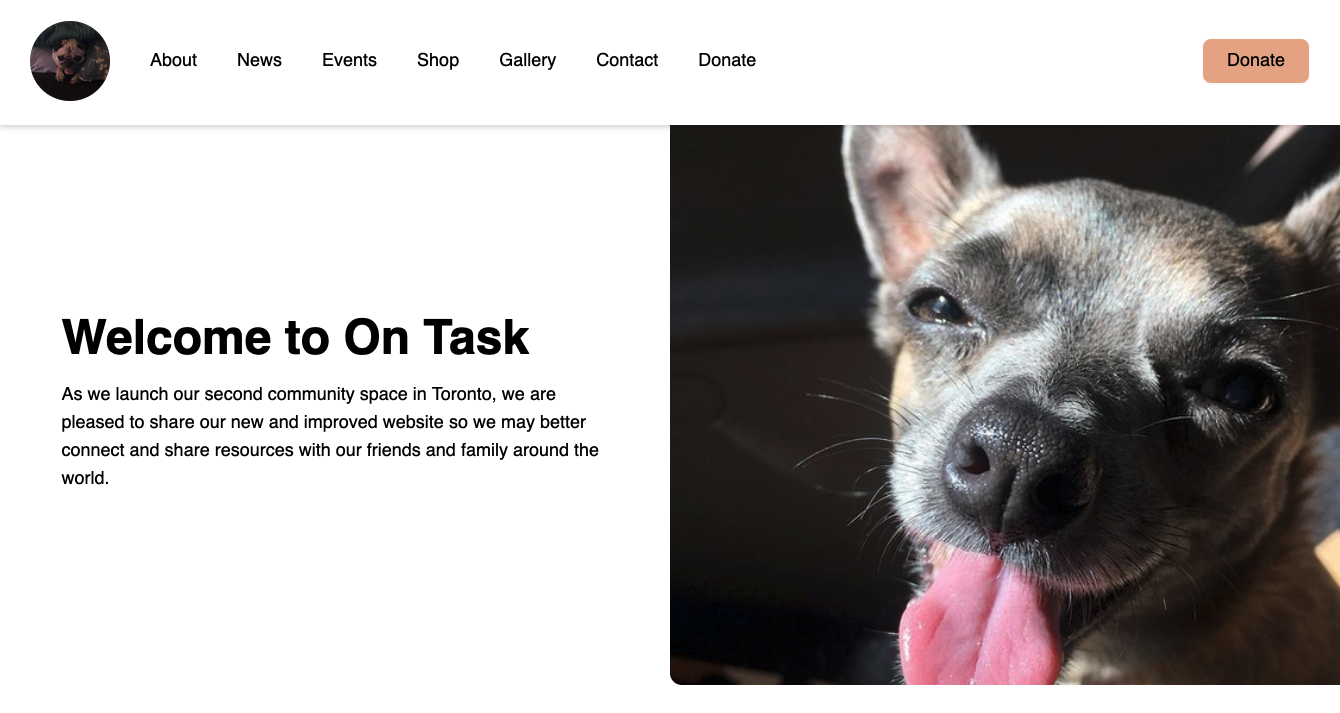 About News Events Shop Gallery Contact Donate Donate
Welcome to On Task
As we launch our second community space in Toronto, we are
pleased to share our new and improved website so we may better
connect and share resources with our friends and family around the
world.